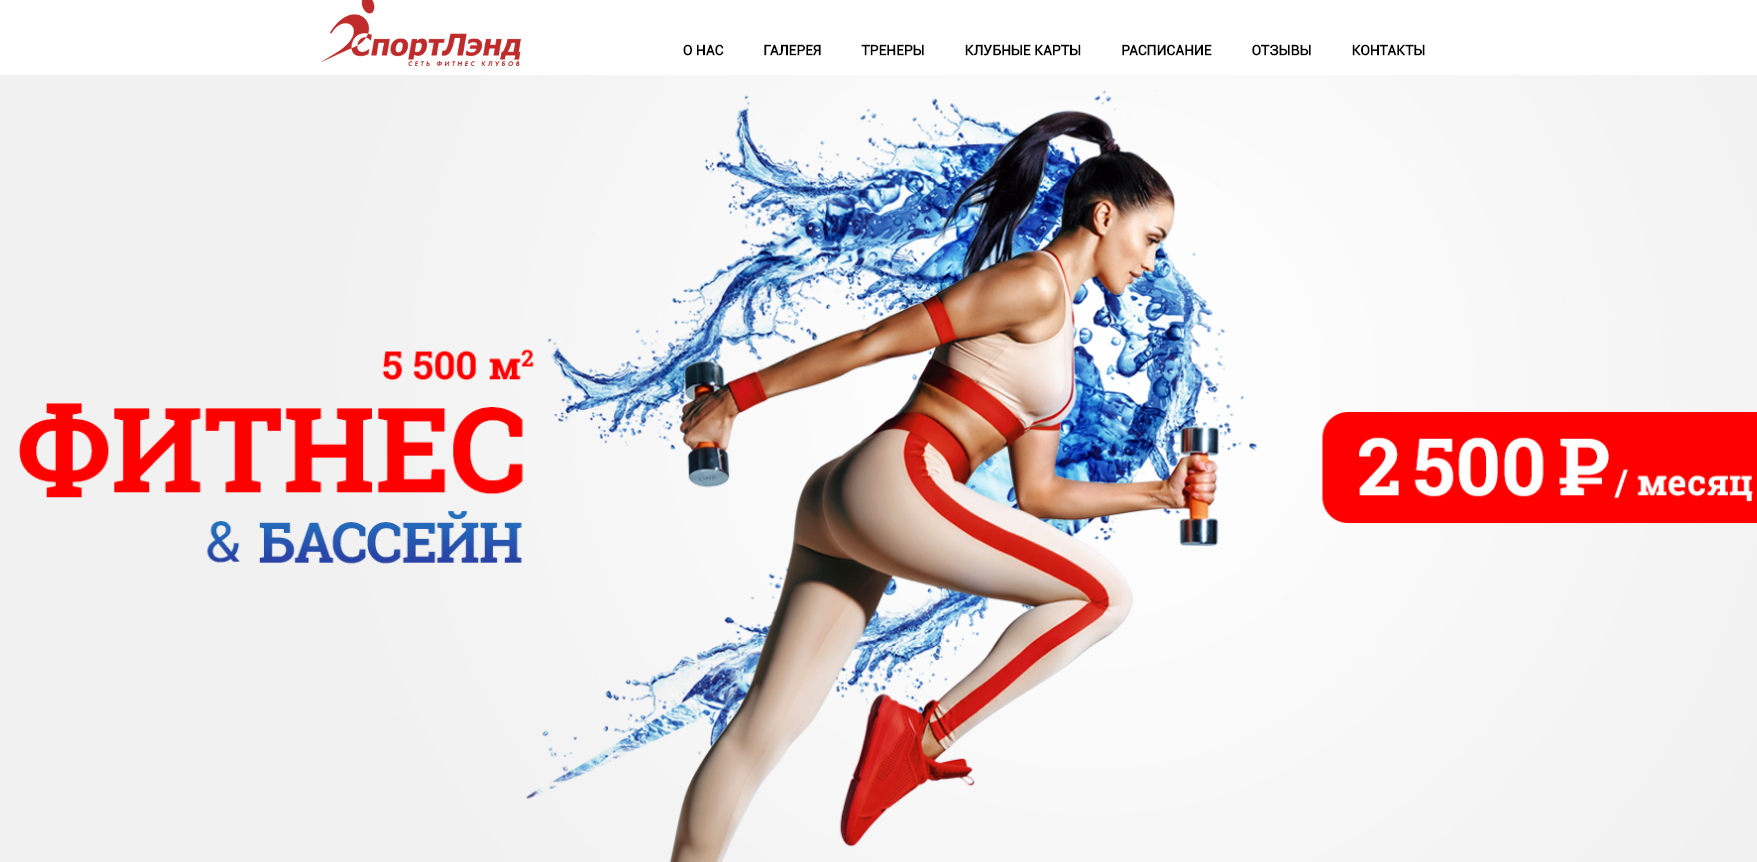 СпортЛэнд
СЕТЬ ФИТНЕС КЛУБОВ
О НАС ГАЛЕРЕЯ ТРЕНЕРЫ КЛУБНЫЕ КАРТЫ РАСПИСАНИЕ ОТЗЫВЫ КОНТАКТЫ
5 500 м²
ФИТНЕС
& БАССЕЙН
2 500 ₽ / месяц